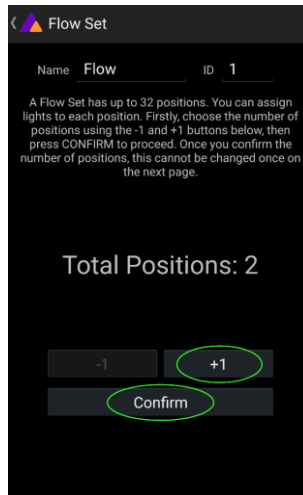 Flow Set
Name Flow ID 1
A Flow Set has up to 32 positions. You can assign
lights to each position. Firstly, choose the number of
positions using the -1 and +1 buttons below, then
press CONFIRM to proceed. Once you confirm the
number of positions, this cannot be changed once on
the next page.
Total Positions: 2
-1 +1
Confirm